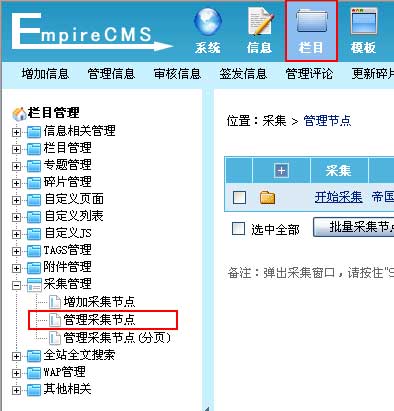 EmpireCMS
系统 信息 栏目 模板
增加信息 管理信息 审核信息 签发信息 管理评论 更新碎片
栏目管理
信息相关管理
栏目管理
专题管理
碎片管理
自定义页面
自定义列表
自定义JS
TAGS管理
附件管理
采集管理
增加采集节点
管理采集节点
管理采集节点(分页)
全站全文搜索
WAP管理
其他相关
位置：采集 > 管理节点
采集
开始采集 帝国
选中全部 批量采集节点
备注：弹出采集窗口，请按住"S